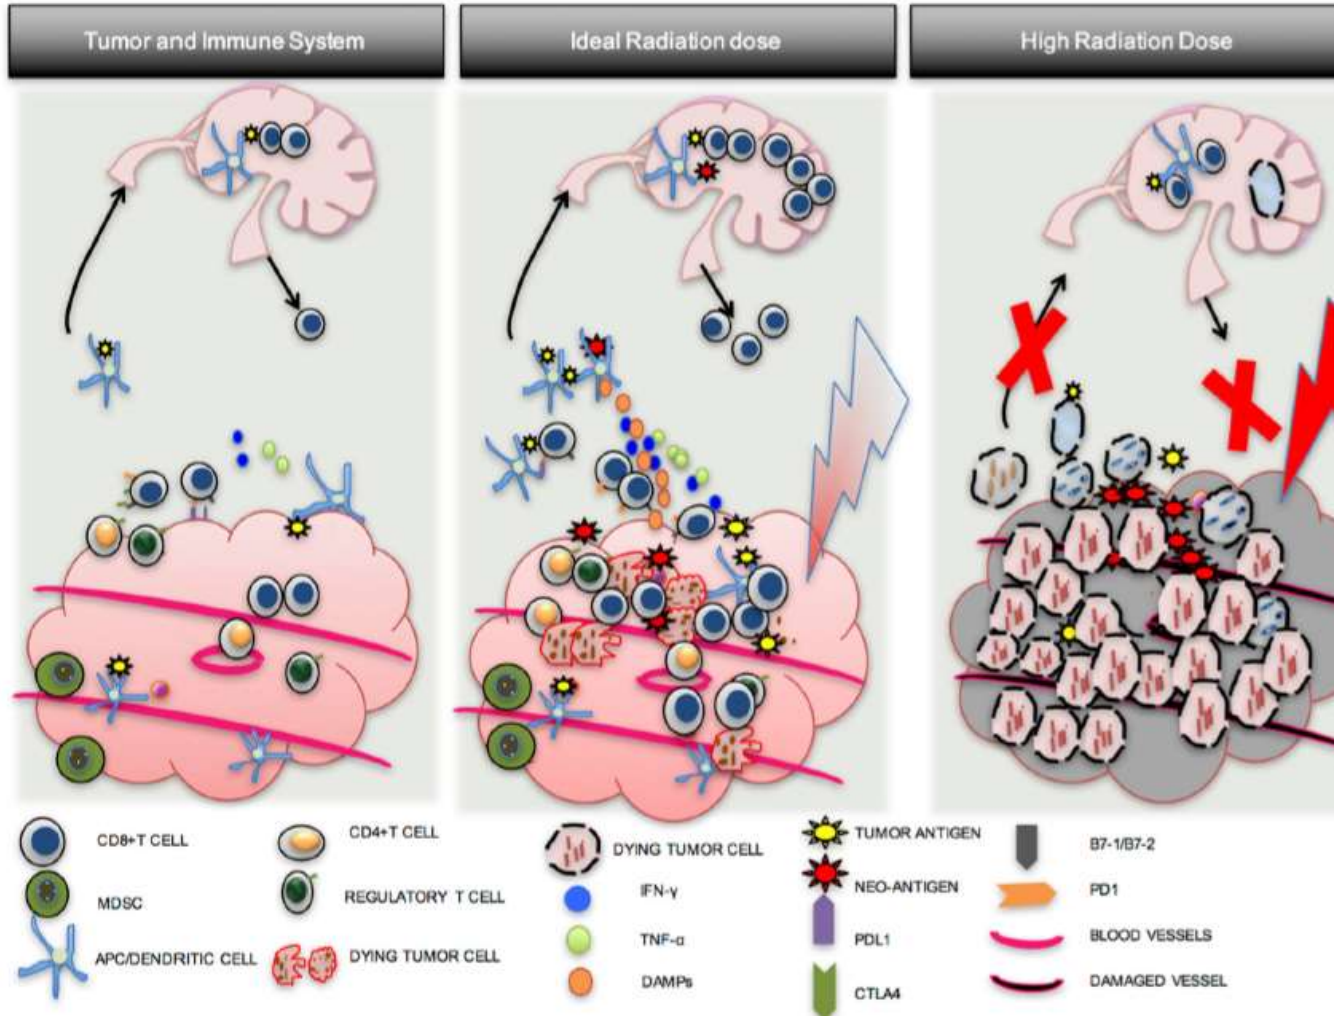 Tumor and Immune System
Ideal Radiation dose
High Radiation Dose
CD8+T CELL
MDSC
APC/DENDRITIC CELL
CD4+T CELL
REGULATORY T CELL
DYING TUMOR CELL
DYING TUMOR CELL
IFN-γ
TNF-α
DAMPs
TUMOR ANTIGEN
NEO-ANTIGEN
PDL1
CTLA4
B7-1/B7-2
PD1
BLOOD VESSELS
DAMAGED VESSEL